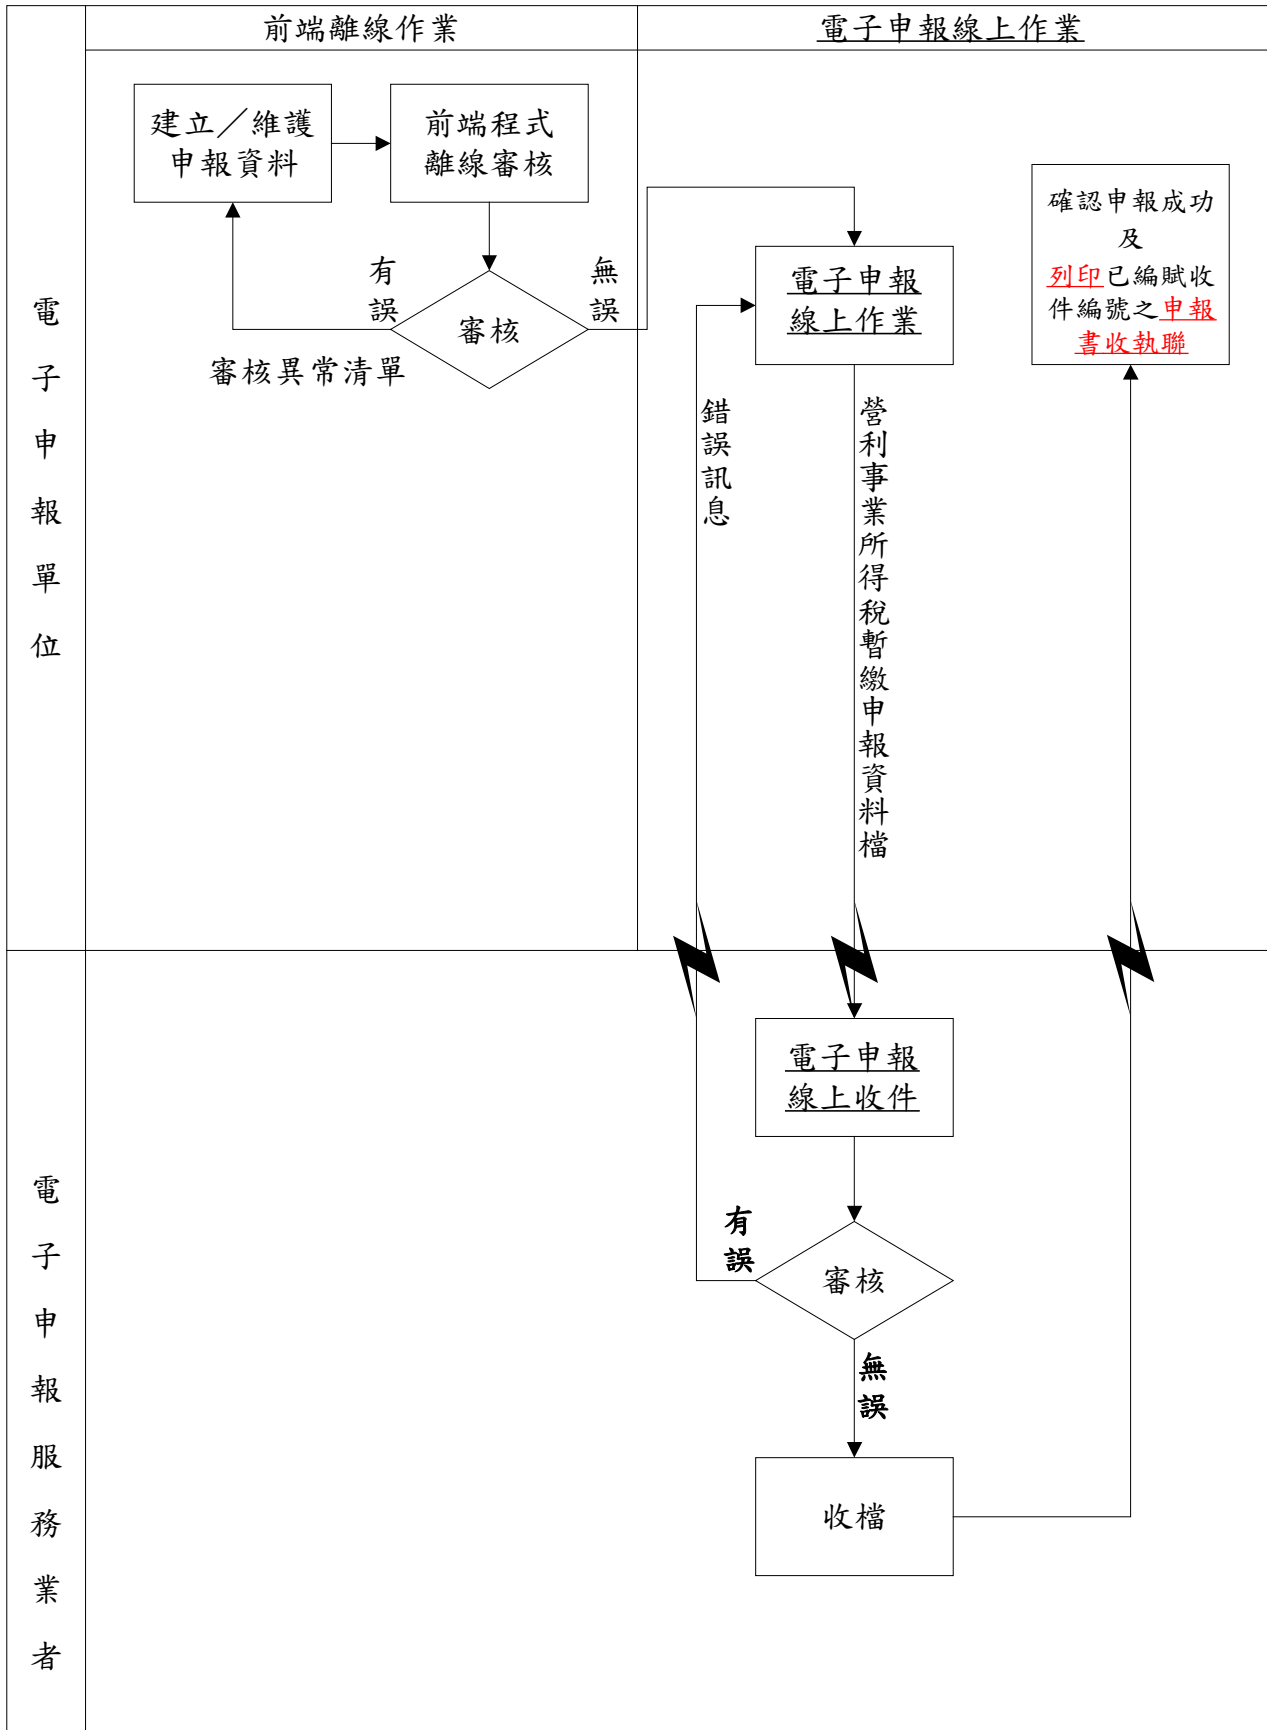 前端離線作業
電子申報線上作業
電子申報單位
建立／維護
申報資料
前端程式
離線審核
有誤
無誤
審核
審核異常清單
電子申報
線上作業
確認申報成功
及
列印已編賦收
件編號之申報
書收執聯
錯誤訊息
營利事業所得稅暫繳申報資料檔
電子申報服務業者
電子申報
線上收件
有誤
審核
無誤
收檔